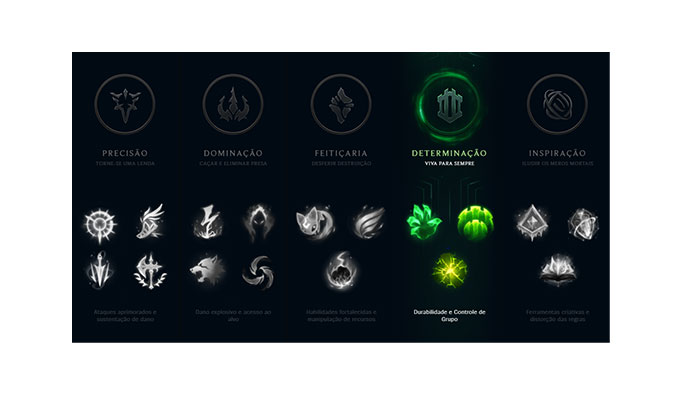 PRECISÃO
TORNE-SE UMA LENDA
Ataques aprimorados e
sustentação de dano
DOMINAÇÃO
CAÇAR E ELIMINAR PRESA
Dano explosivo e acesso ao
alvo
FEITIÇARIA
DESFERIR DESTRUIÇÃO
Habilidades fortalecidas e
manipulação de recursos
DETERMINAÇÃO
VIVA PARA SEMPRE
Durabilidade e Controle de
Grupo
INSPIRAÇÃO
ILUDIR OS MEROS MORTAIS
Ferramentas criativas e
distorção das regras